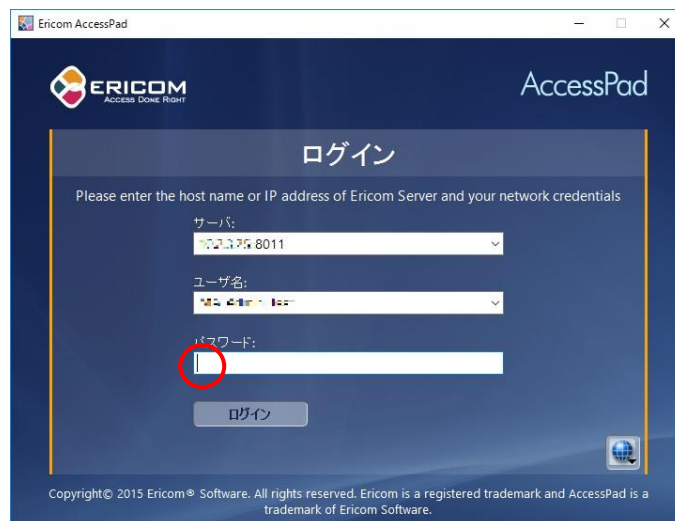 Ericom AccessPad
ERICOM
ACCESS DONE RIGHT
AccessPad
ログイン
Please enter the host name or IP address of Ericom Server and your network credentials
サーバ:
8011
ユーザ名:
パスワード:
ログイン
Copyright© 2015 Ericom® Software. All rights reserved. Ericom is a registered trademark and AccessPad is a
trademark of Ericom Software.